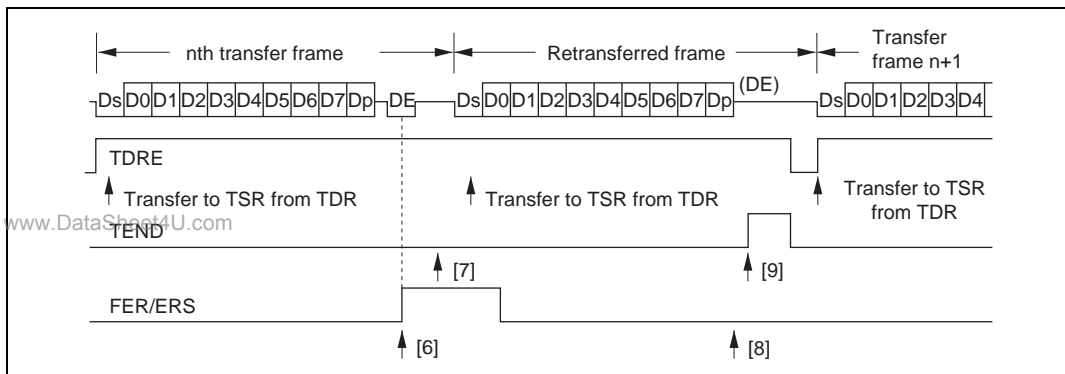 nth transfer frame
Retransferred frame
Transfer
frame n+1
Ds D0 D1 D2 D3 D4 D5 D6 D7 Dp DE
Ds D0 D1 D2 D3 D4 D5 D6 D7 Dp
(DE)
Ds D0 D1 D2 D3 D4
TDRE
Transfer to TSR from TDR
Transfer to TSR from TDR
Transfer to TSR
from TDR
www.DataSheet4U.com
TEND
[7]
[9]
FER/ERS
[6]
[8]